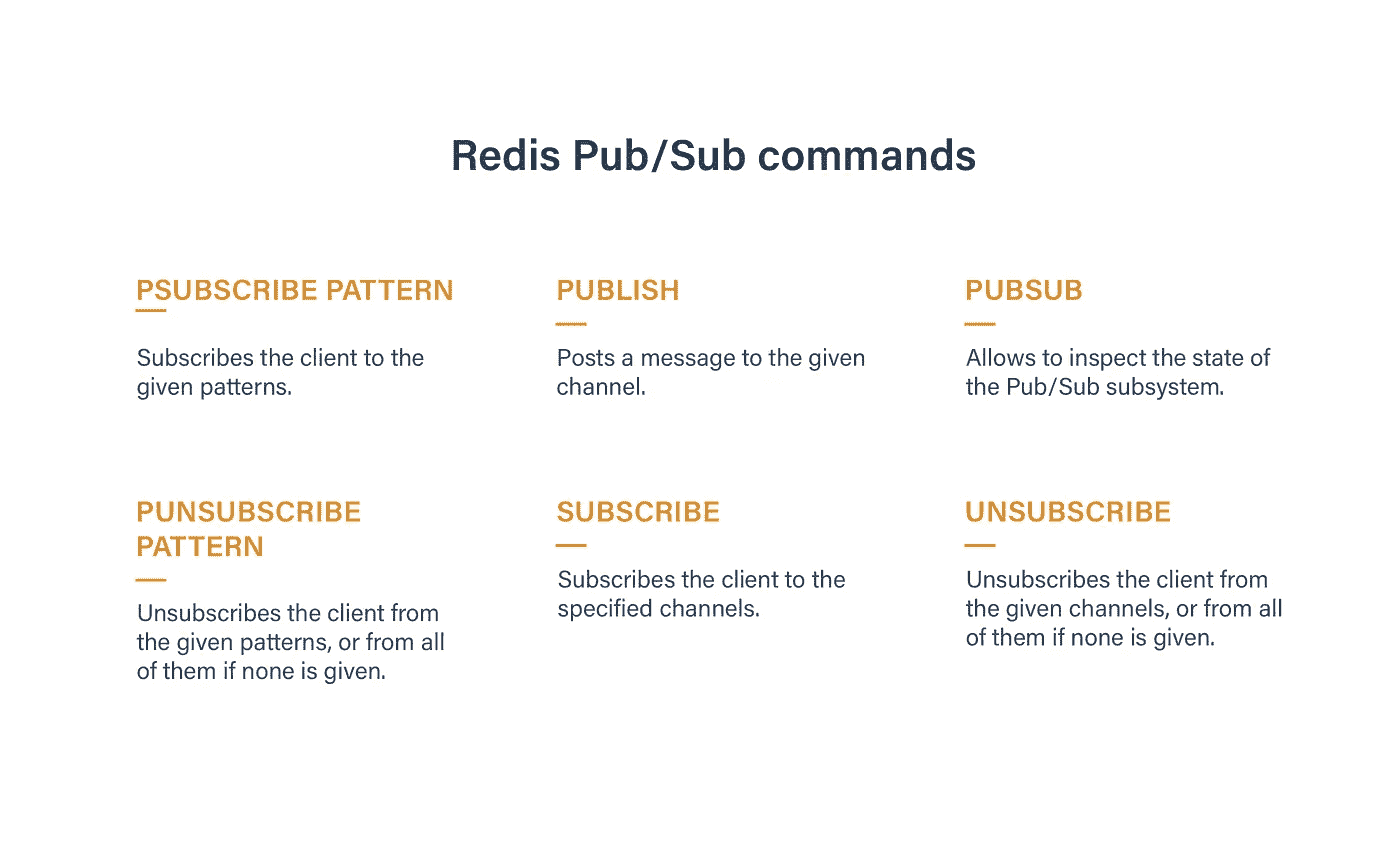 Redis Pub/Sub commands
PSUBSCRIBE PATTERN
Subscribes the client to the
given patterns.
PUBLISH
Posts a message to the given
channel.
PUBSUB
Allows to inspect the state of
the Pub/Sub subsystem.
PUNSUBSCRIBE
PATTERN
Unsubscribes the client from
the given patterns, or from all
of them if none is given.
SUBSCRIBE
Subscribes the client to the
specified channels.
UNSUBSCRIBE
Unsubscribes the client from
the given channels, or from all
of them if none is given.